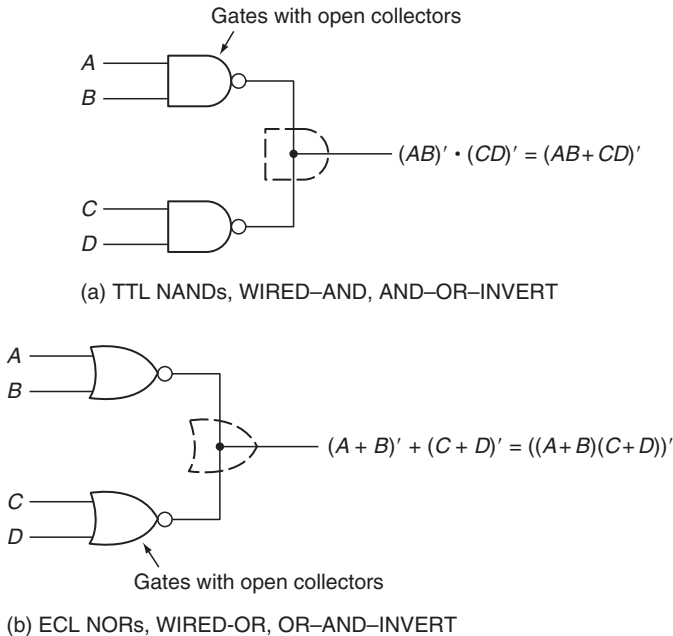 Gates with open collectors
A
B
(AB)′ • (CD)′ = (AB+CD)′
C
D
(a) TTL NANDs, WIRED–AND, AND–OR–INVERT
A
B
(A + B)′ + (C + D)′ = ((A+B)(C+D))′
C
D
Gates with open collectors
(b) ECL NORs, WIRED-OR, OR–AND–INVERT